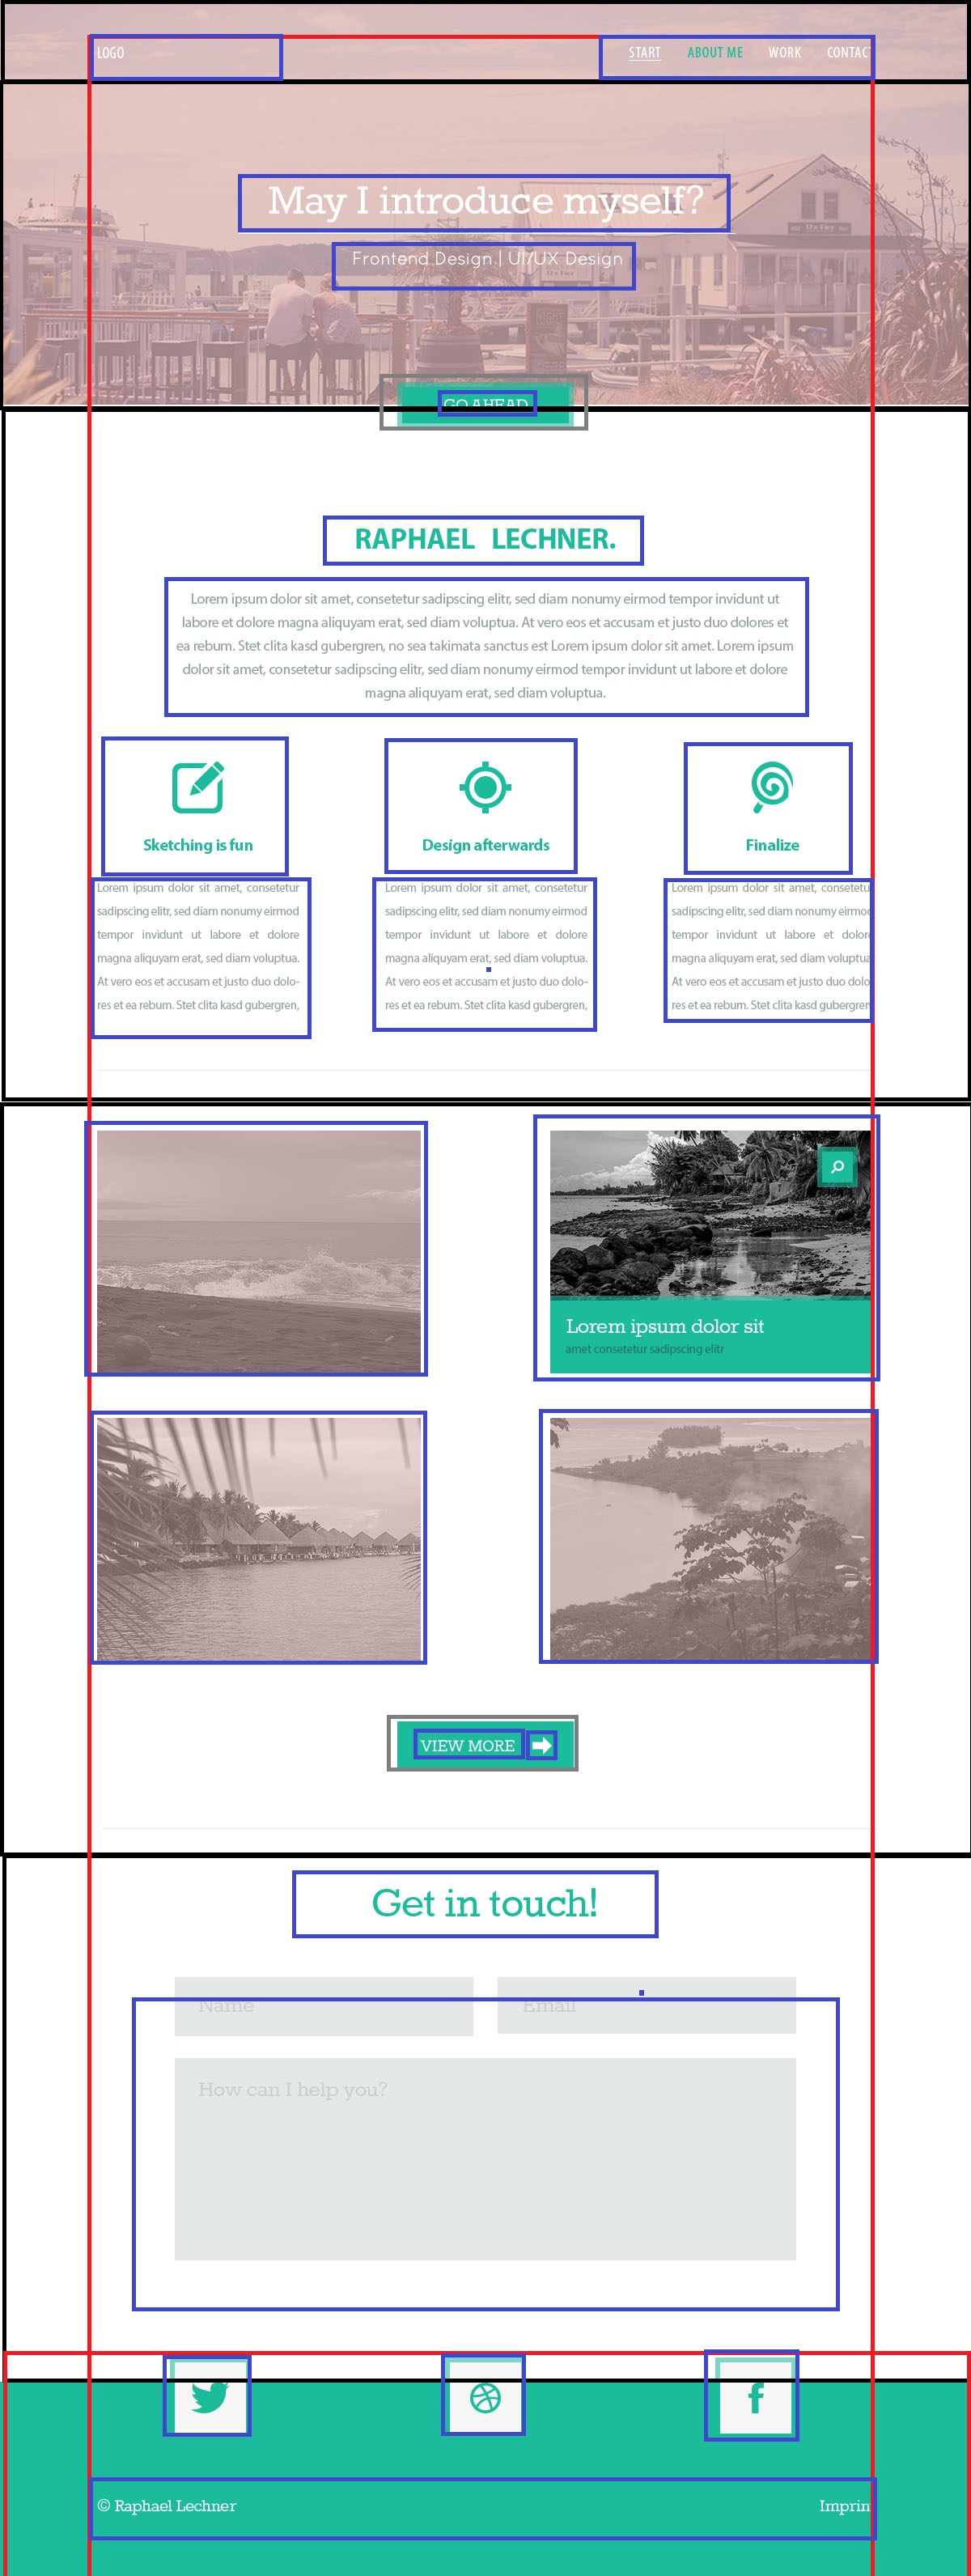 LOGO
START ABOUT ME WORK CONTACT
May I introduce myself?
Frontend Design | UI/UX Design
GO AHEAD
RAPHAEL LECHNER.
Lorem ipsum dolor sit amet, consetetur sadipscing elitr, sed diam nonumy eirmod tempor invidunt ut
labore et dolore magna aliquyam erat, sed diam voluptua. At vero eos et accusam et justo duo dolores et
ea rebum. Stet clita kasd gubergren, no sea takimata sanctus est Lorem ipsum dolor sit amet. Lorem ipsum
dolor sit amet, consetetur sadipscing elitr, sed diam nonumy eirmod tempor invidunt ut labore et dolore
magna aliquyam erat, sed diam voluptua.
Sketching is fun
Lorem ipsum dolor sit amet, consetetur
sadipscing elitr, sed diam nonumy eirmod
tempor invidunt ut labore et dolore
magna aliquyam erat, sed diam voluptua.
At vero eos et accusam et justo duo dolo-
res et ea rebum. Stet clita kasd gubergren,
Design afterwards
Lorem ipsum dolor sit amet, consetetur
sadipscing elitr, sed diam nonumy eirmod
tempor invidunt ut labore et dolore
magna aliquyam erat, sed diam voluptua.
At vero eos et accusam et justo duo dolo-
res et ea rebum. Stet clita kasd gubergren,
Finalize
Lorem ipsum dolor sit amet, consetetu
sadipscing elitr, sed diam nonumy eirmod
tempor invidunt ut labore et dolore
magna aliquyam erat, sed diam voluptua
At vero eos et accusam et justo duo dolo
res et ea rebum. Stet clita kasd gubergren
Lorem ipsum dolor sit
amet consetetur sadipscing elitr
VIEW MORE
Get in touch!
Name Email
How can I help you?
© Raphael Lechner Imprin